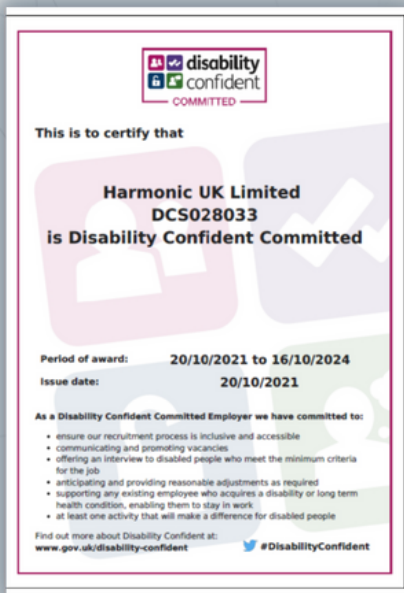 disability
confident
COMMITTED
This is to certify that
Harmonic UK Limited
DCS028033
is Disability Confident Committed
Period of award: 20/10/2021 to 16/10/2024
Issue date: 20/10/2021
As a Disability Confident Committed Employer we have committed to:
• ensure our recruitment process is inclusive and accessible
• communicating and promoting vacancies
• offering an interview to disabled people who meet the minimum criteria
for the job
• anticipating and providing reasonable adjustments as required
• supporting any existing employee who acquires a disability or long term
health condition, enabling them to stay in work
• at least one activity that will make a difference for disabled people
Find out more about Disability Confident at:
www.gov.uk/disability-confident #DisabilityConfident